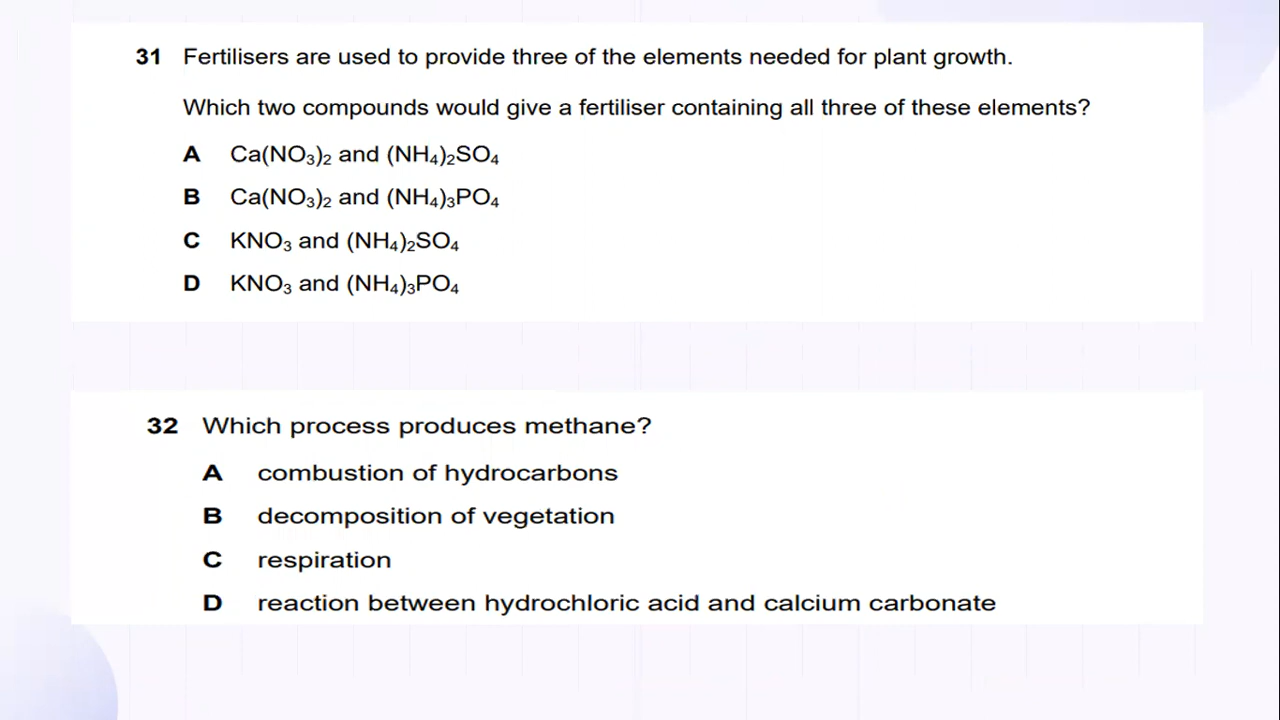 31 Fertilisers are used to provide three of the elements needed for plant growth.
Which two compounds would give a fertiliser containing all three of these elements?
A Ca(NO₃)₂ and (NH₄)₂SO₄
B Ca(NO₃)₂ and (NH₄)₃PO₄
C KNO₃ and (NH₄)₂SO₄
D KNO₃ and (NH₄)₃PO₄
32 Which process produces methane?
A combustion of hydrocarbons
B decomposition of vegetation
C respiration
D reaction between hydrochloric acid and calcium carbonate